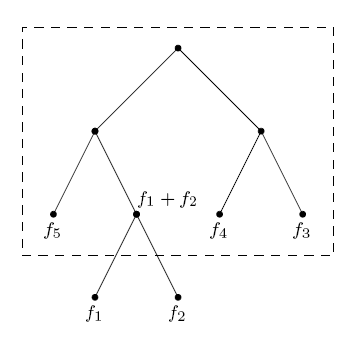 f₁ + f₂
f₅
f₄
f₃
f₁
f₂